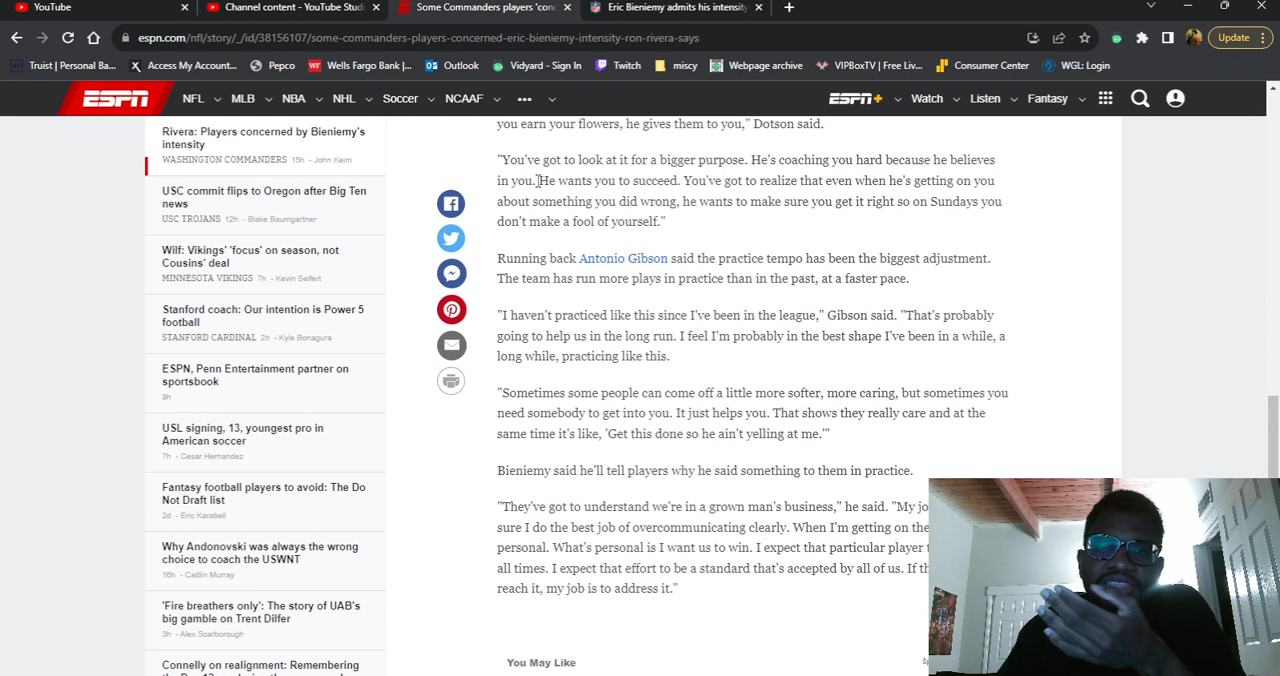 YouTube
Channel content - YouTube Studi
Some Commanders players 'conc
Eric Bieniemy admits his intensity
espn.com/nfl/story/_/id/38156107/some-commanders-players-concerned-eric-bieniemy-intensity-ron-rivera-says
Update
Truist | Personal Ba...
Access My Account...
Pepco
Wells Fargo Bank |...
Outlook
Vidyard - Sign In
Twitch
miscy
Webpage archive
VIPBoxTV | Free Liv...
Consumer Center
WGL: Login
ESPN
NFL
MLB
NBA
NHL
Soccer
NCAAF
•••
ESPN+
Watch
Listen
Fantasy
Rivera: Players concerned by Bieniemy's
intensity
WASHINGTON COMMANDERS 15h - John Keim
USC commit flips to Oregon after Big Ten
news
USC TROJANS 12h - Blake Baumgartner
Wilf: Vikings' 'focus' on season, not
Cousins' deal
MINNESOTA VIKINGS 7h - Kevin Seifert
Stanford coach: Our intention is Power 5
football
STANFORD CARDINAL 2h - Kyle Bonagura
ESPN, Penn Entertainment partner on
sportsbook
9h
USL signing, 13, youngest pro in
American soccer
7h - Cesar Hernandez
Fantasy football players to avoid: The Do
Not Draft list
2d - Eric Karabell
Why Andonovski was always the wrong
choice to coach the USWNT
16h - Caitlin Murray
'Fire breathers only': The story of UAB's
big gamble on Trent Dilfer
3h - Alex Scarborough
Connelly on realignment: Remembering
you earn your flowers, he gives them to you," Dotson said.
"You've got to look at it for a bigger purpose. He's coaching you hard because he believes
in you. He wants you to succeed. You've got to realize that even when he's getting on you
about something you did wrong, he wants to make sure you get it right so on Sundays you
don't make a fool of yourself."
Running back Antonio Gibson said the practice tempo has been the biggest adjustment.
The team has run more plays in practice than in the past, at a faster pace.
"I haven't practiced like this since I've been in the league," Gibson said. "That's probably
going to help us in the long run. I feel I'm probably in the best shape I've been in a while, a
long while, practicing like this.
"Sometimes some people can come off a little more softer, more caring, but sometimes you
need somebody to get into you. It just helps you. That shows they really care and at the
same time it's like, 'Get this done so he ain't yelling at me.'"
Bieniemy said he'll tell players why he said something to them in practice.
"They've got to understand we're in a grown man's business," he said. "My jo
sure I do the best job of overcommunicating clearly. When I'm getting on the
personal. What's personal is I want us to win. I expect that particular player
all times. I expect that effort to be a standard that's accepted by all of us. If th
reach it, my job is to address it."
You May Like